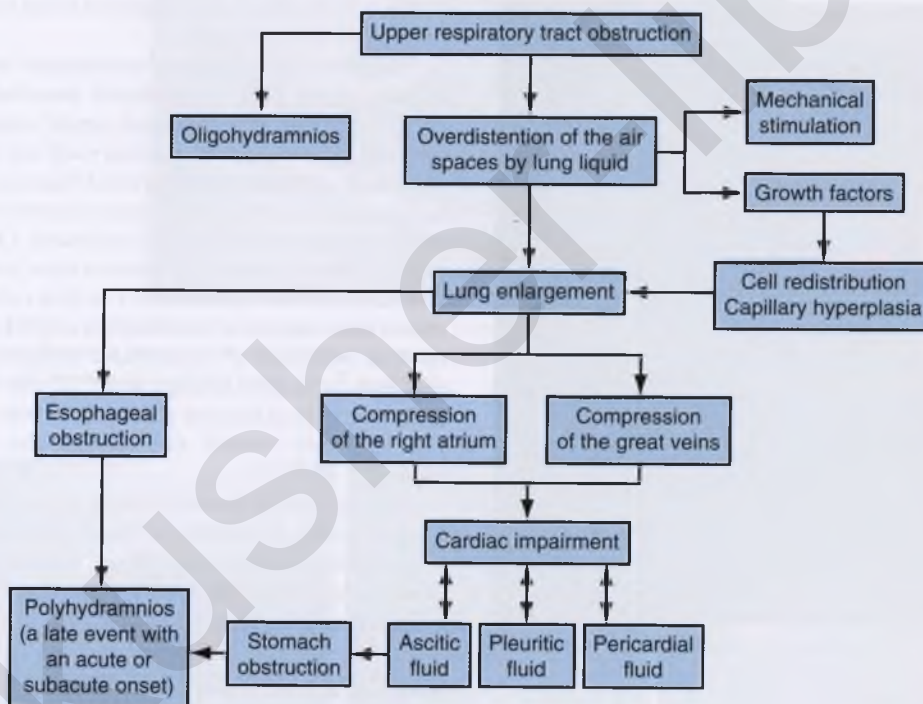 Upper respiratory tract obstruction
Oligohydramnios
Overdistention of the air
spaces by lung liquid
Mechanical
stimulation
Growth factors
Cell redistribution
Capillary hyperplasia
Lung enlargement
Esophageal
obstruction
Compression
of the right atrium
Compression
of the great veins
Cardiac impairment
Polyhydramnios
(a late event with
an acute or
subacute onset)
Stomach
obstruction
Ascitic
fluid
Pleuritic
fluid
Pericardial
fluid
kusher-lib